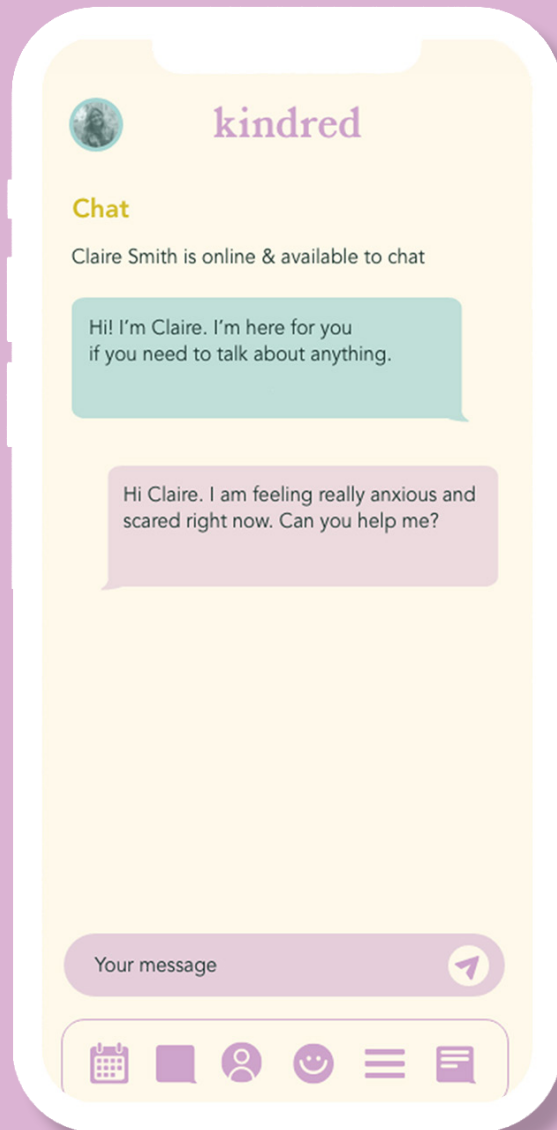 kindred
Chat
Claire Smith is online & available to chat
Hi! I’m Claire. I’m here for you
if you need to talk about anything.
Hi Claire. I am feeling really anxious and
scared right now. Can you help me?
Your message